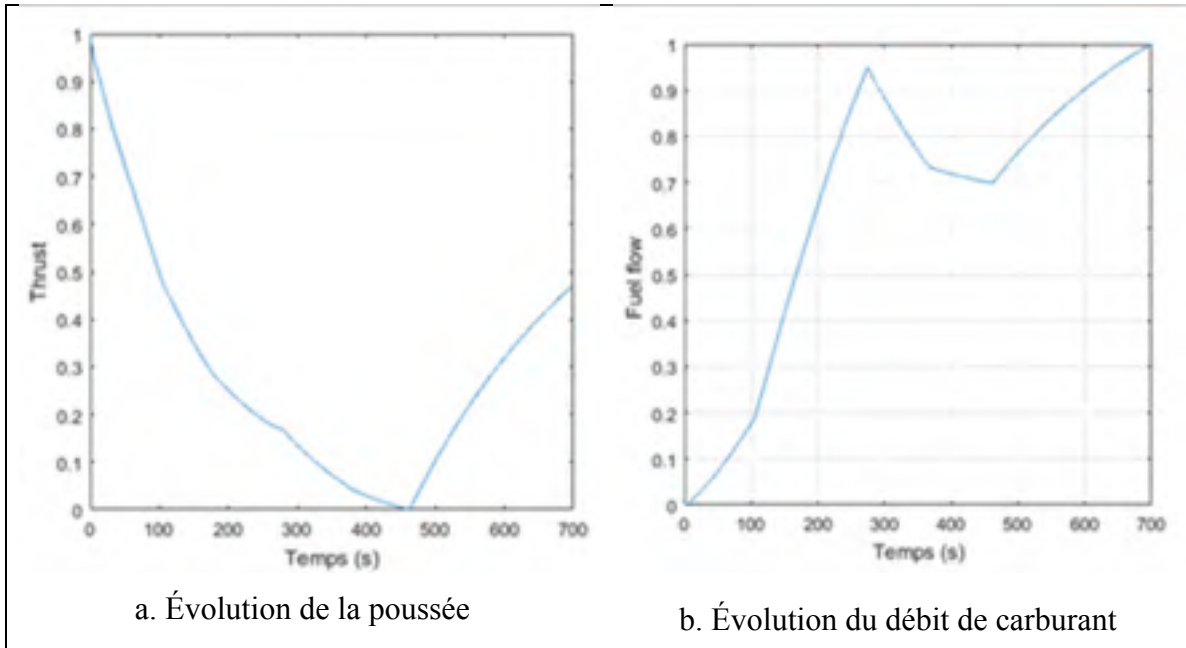 1
0.9
0.8
0.7
0.6
0.5
0.4
0.3
0.2
0.1
0
Thrust
0 100 200 300 400 500 600 700
Temps (s)
a. Évolution de la poussée
1
0.9
0.8
0.7
0.6
0.5
0.4
0.3
0.2
0.1
0
Fuel flow
0 100 200 300 400 500 600 700
Temps (s)
b. Évolution du débit de carburant